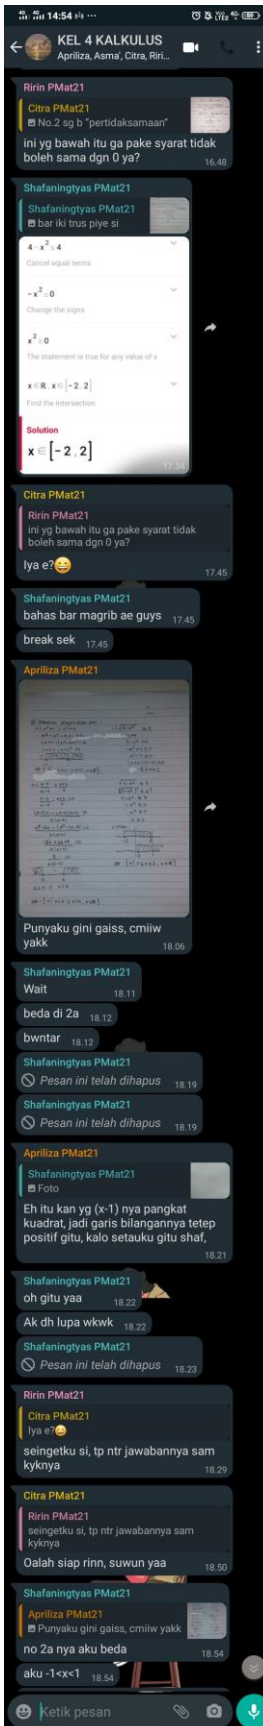 14:54
KEL 4 KALKULUS
Apriliza, Asma', Citra, Riri...
Ririn PMat21
Citra PMat21
No.2 sg b "pertidaksamaan"
ini yg bawah itu ga pake syarat tidak
boleh sama dgn 0 ya?
16.48
Shafaningtyas PMat21
Shafaningtyas PMat21
bar iki trus piye si
4 - x² ≤ 4
Cancel equal terms
-x² ≤ 0
Change the signs
x² ≥ 0
The statement is true for any value of x
x ∈ ℝ, x ∈ [-2, 2]
Find the intersection
Solution
x ∈ [-2, 2]
17.34
Citra PMat21
Ririn PMat21
ini yg bawah itu ga pake syarat tidak
boleh sama dgn 0 ya?
Iya e?😅
17.45
Shafaningtyas PMat21
bahas bar magrib ae guys
17.45
break sek
17.45
Apriliza PMat21
Punyaku gini gaiss, cmiiw
yakk
18.06
Shafaningtyas PMat21
Wait
18.11
beda di 2a
18.12
bwntar
18.12
Shafaningtyas PMat21
Pesan ini telah dihapus
18.19
Shafaningtyas PMat21
Pesan ini telah dihapus
18.19
Apriliza PMat21
Shafaningtyas PMat21
Foto
Eh itu kan yg (x-1) nya pangkat
kuadrat, jadi garis bilangannya tetep
positif gitu, kalo setauku gitu shaf,
18.21
Shafaningtyas PMat21
oh gitu yaa
18.22
Ak dh lupa wkwk
18.22
Shafaningtyas PMat21
Pesan ini telah dihapus
18.23
Ririn PMat21
Citra PMat21
Iya e?😅
seingetku si, tp ntr jawabannya sam
kyknya
18.29
Citra PMat21
Ririn PMat21
seingetku si, tp ntr jawabannya sam
kyknya
Oalah siap rinn, suwun yaa
18.50
Shafaningtyas PMat21
Apriliza PMat21
Punyaku gini gaiss, cmiiw yakk
no 2a nya aku beda
18.54
aku -1<x<1
18.54
Ketik pesan